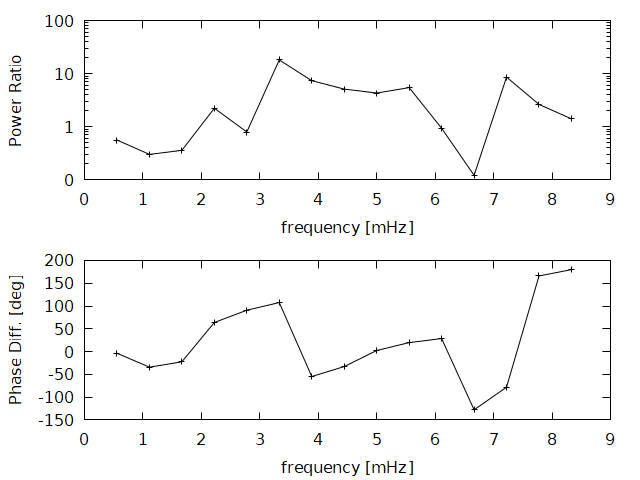 100
10
1
0
Power Ratio
0 1 2 3 4 5 6 7 8 9
frequency [mHz]
200
150
100
50
0
-50
-100
-150
Phase Diff. [deg]
0 1 2 3 4 5 6 7 8 9
frequency [mHz]